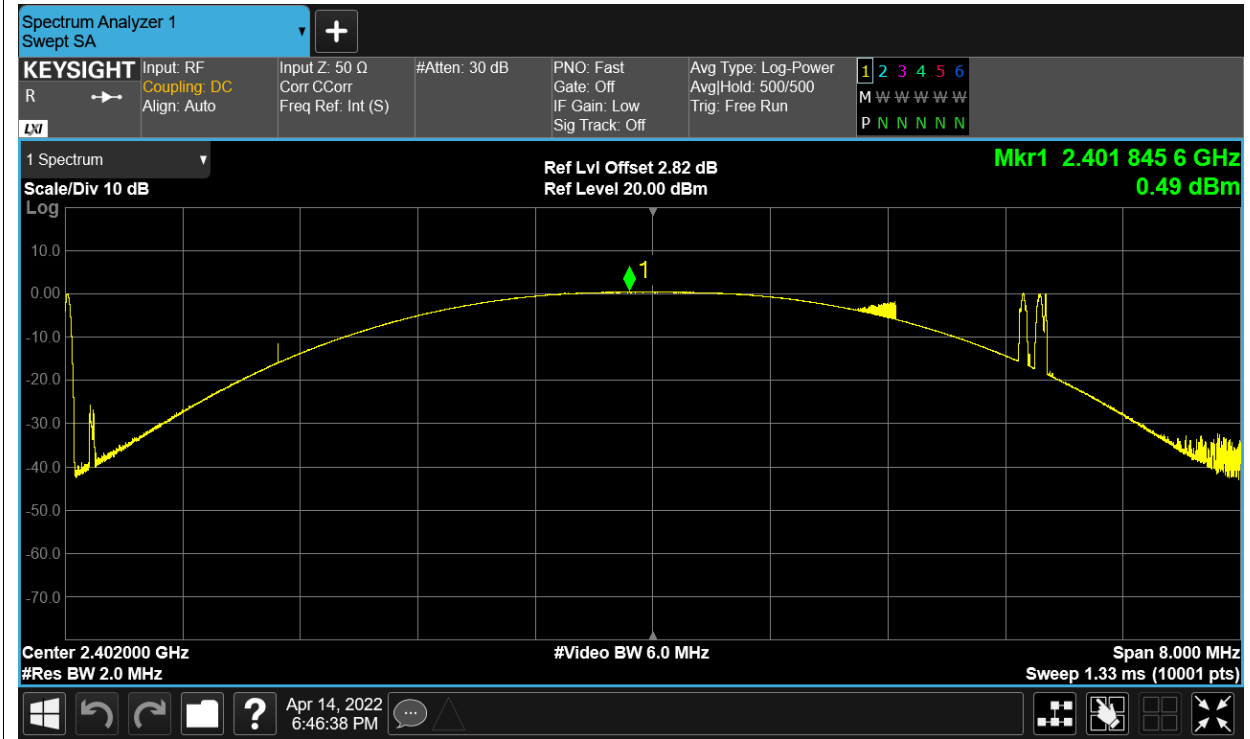 Spectrum Analyzer 1
Swept SA
KEYSIGHT
R
LXI
Input: RF
Coupling: DC
Align: Auto
Input Z: 50 Ω
Corr CCorr
Freq Ref: Int (S)
#Atten: 30 dB
PNO: Fast
Gate: Off
IF Gain: Low
Sig Track: Off
Avg Type: Log-Power
Avg|Hold: 500/500
Trig: Free Run
1 2 3 4 5 6
M W W W W W W
P N N N N N N
1 Spectrum
Scale/Div 10 dB
Log
Ref Lvl Offset 2.82 dB
Ref Level 20.00 dBm
Mkr1 2.401 845 6 GHz
0.49 dBm
1
10.0
0.00
-10.0
-20.0
-30.0
-40.0
-50.0
-60.0
-70.0
Center 2.402000 GHz
#Video BW 6.0 MHz
Span 8.000 MHz
#Res BW 2.0 MHz
Sweep 1.33 ms (10001 pts)
?
Apr 14, 2022
6:46:38 PM